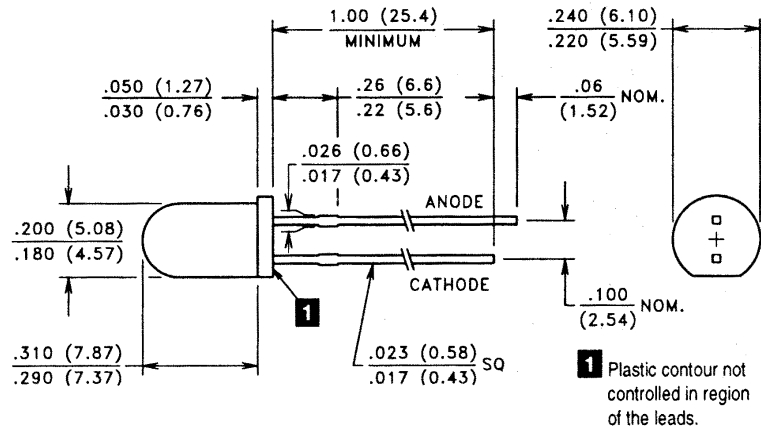 1.00 (25.4)
MINIMUM
.240 (6.10)
.220 (5.59)
.050 (1.27)
.030 (0.76)
.26 (6.6)
.22 (5.6)
.06
(1.52)
NOM.
.026 (0.66)
.017 (0.43)
ANODE
.200 (5.08)
.180 (4.57)
CATHODE
1
.100
(2.54)
NOM.
.310 (7.87)
.290 (7.37)
.023 (0.58)
.017 (0.43)
SQ
1 Plastic contour not
controlled in region
of the leads.